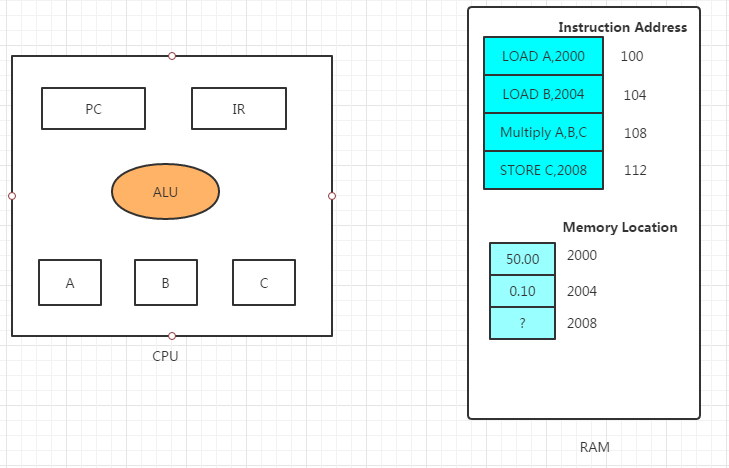 PC
IR
ALU
A
B
C
CPU
Instruction Address
LOAD A,2000 100
LOAD B,2004 104
Multiply A,B,C 108
STORE C,2008 112
Memory Location
50.00 2000
0.10 2004
? 2008
RAM